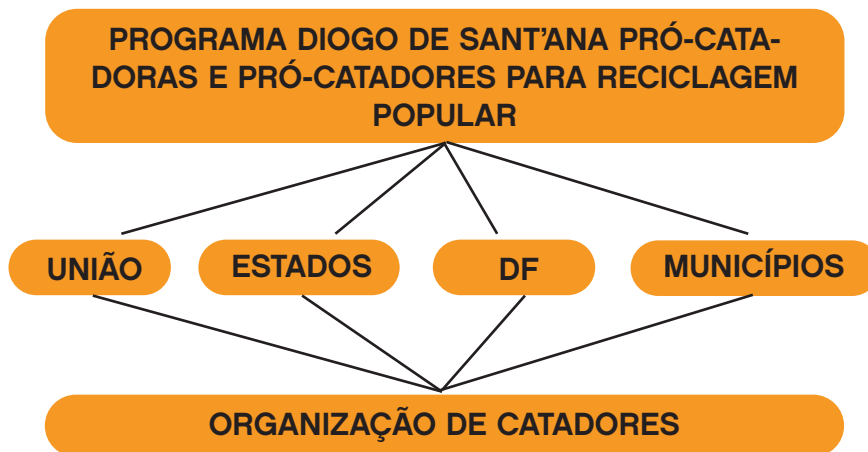 PROGRAMA DIOGO DE SANT’ANA PRÓ-CATA-
DORAS E PRÓ-CATADORES PARA RECICLAGEM
POPULAR
UNIÃO
ESTADOS
DF
MUNICÍPIOS
ORGANIZAÇÃO DE CATADORES